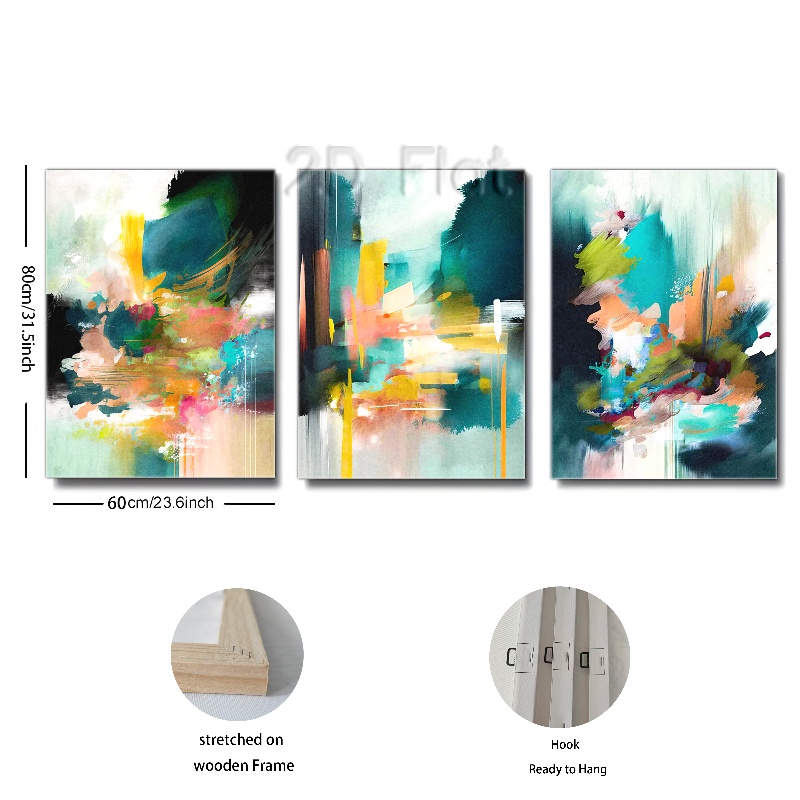 2D Flat
80cm/31.5inch
60cm/23.6inch
stretched on
wooden Frame
Hook
Ready to Hang